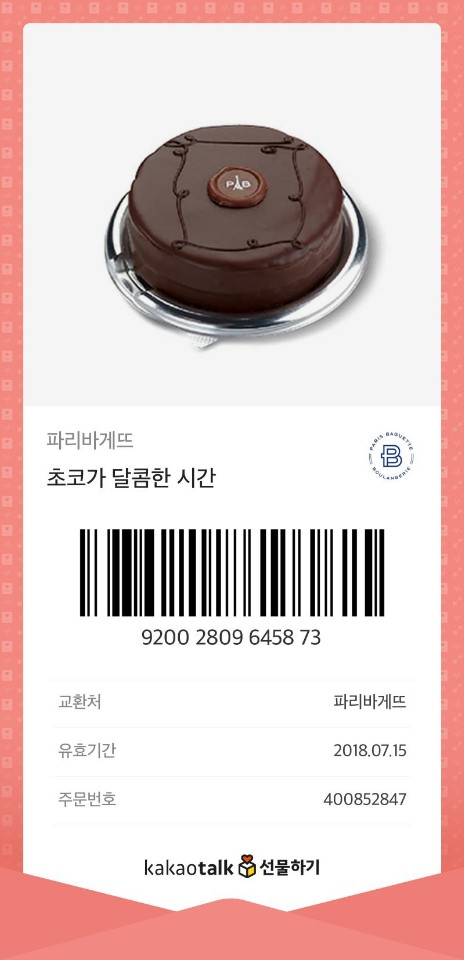 P B
파리바게뜨
PARIS BAGUETTE
B
BOULANGERIE
초코가 달콤한 시간
9200 2809 6458 73
교환처 파리바게뜨
유효기간 2018.07.15
주문번호 400852847
kakaotalk 선물하기